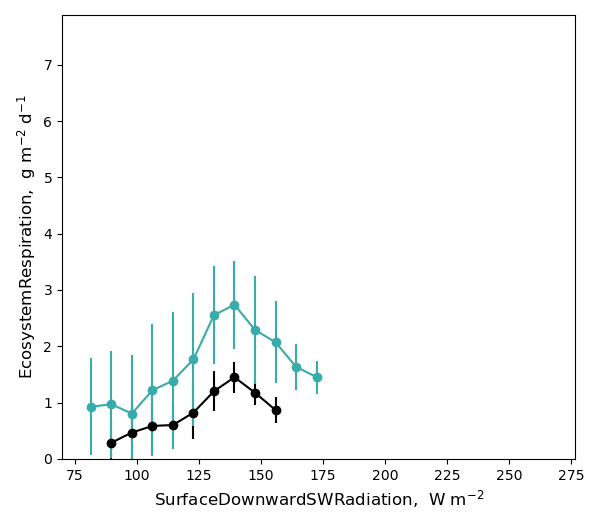 7
6
5
4
3
2
1
0
EcosystemRespiration, g m⁻² d⁻¹
75 100 125 150 175 200 225 250 275
SurfaceDownwardSWRadiation, W m⁻²